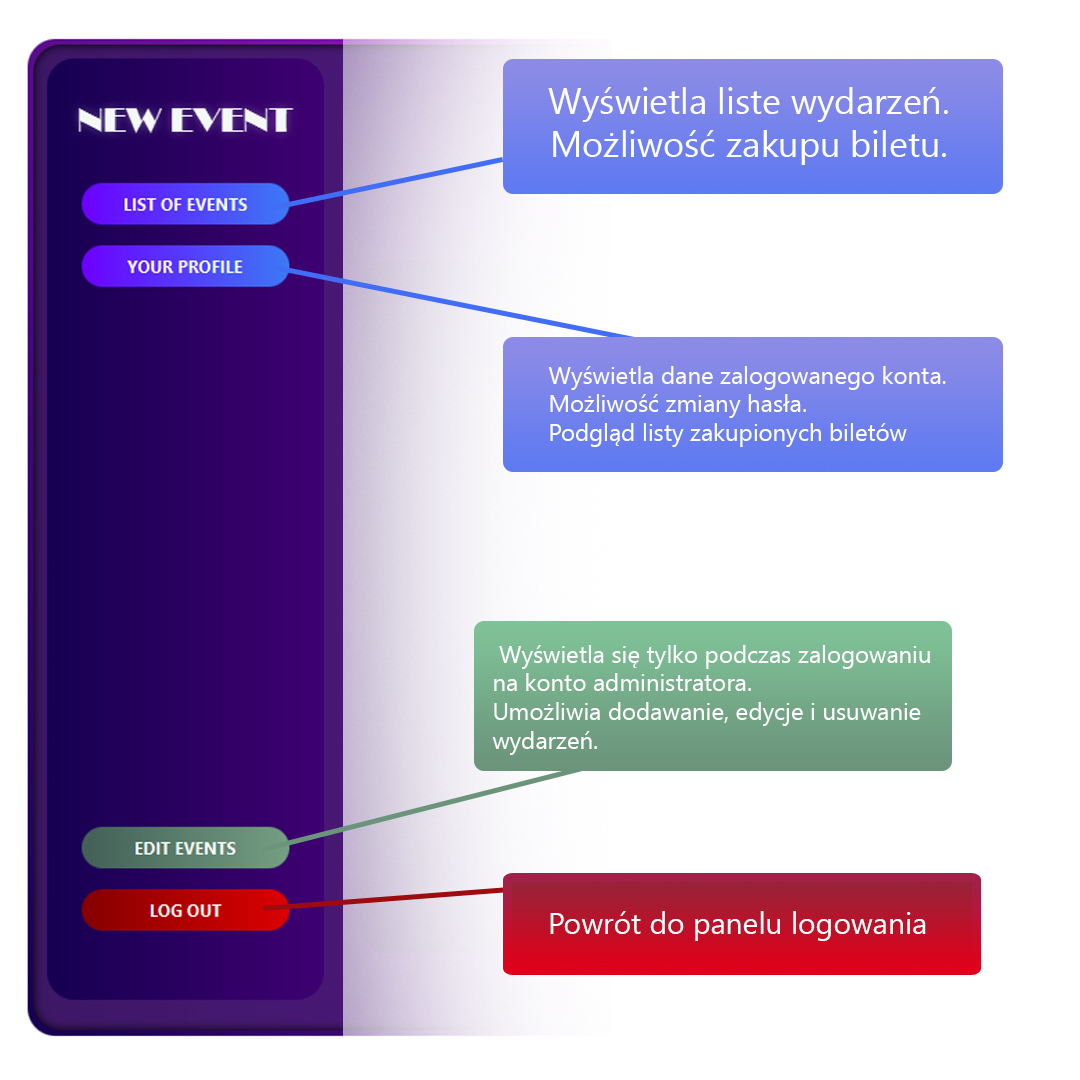 NEW EVENT
Wyświetla liste wydarzeń.
Możliwość zakupu biletu.
LIST OF EVENTS
YOUR PROFILE
Wyświetla dane zalogowanego konta.
Możliwość zmiany hasła.
Podgląd listy zakupionych biletów
Wyświetla się tylko podczas zalogowaniu
na konto administratora.
Umożliwia dodawanie, edycje i usuwanie
wydarzeń.
EDIT EVENTS
LOG OUT
Powrót do panelu logowania